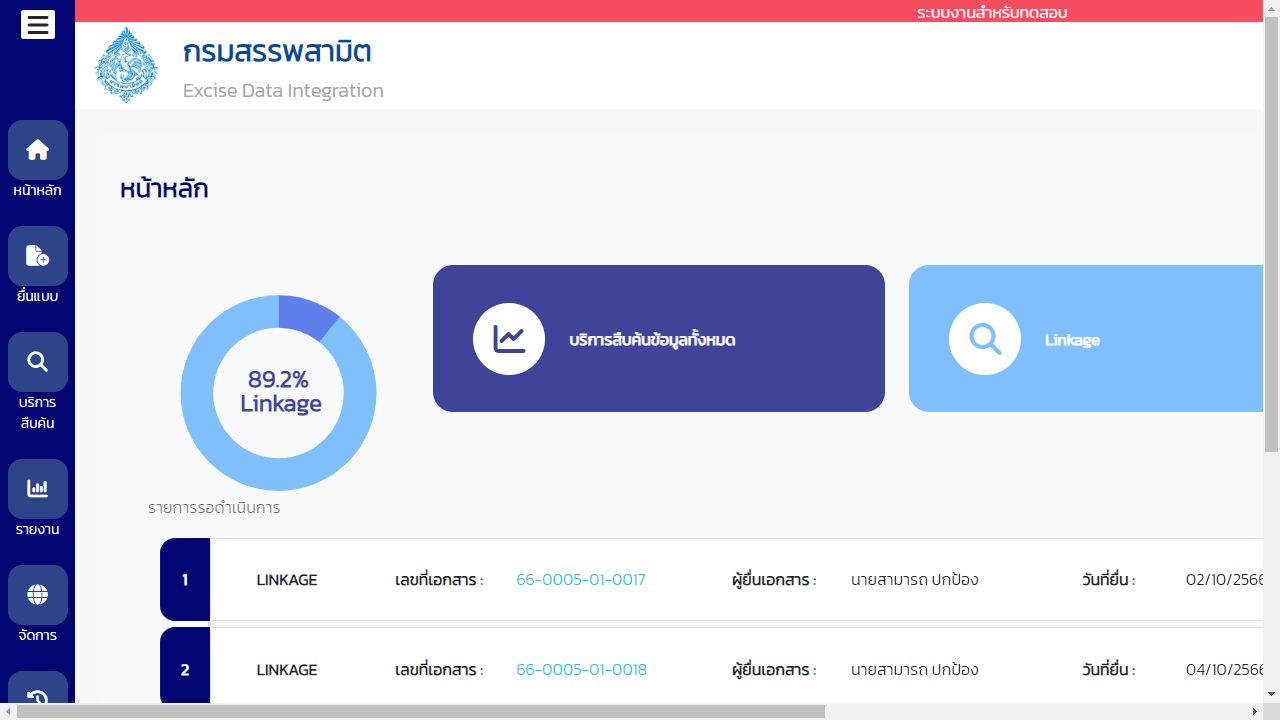 ระบบงานสำหรับทดสอบ
กรมสรรพสามิต
Excise Data Integration
หน้าหลัก
ยื่นแบบ
บริการ
สืบค้น
รายงาน
จัดการ
หน้าหลัก
89.2%
Linkage
บริการสืบค้นข้อมูลทั้งหมด
Linkage
รายการรอดำเนินการ
1 LINKAGE เลขที่เอกสาร : 66-0005-01-0017 ผู้ยื่นเอกสาร : นายสามารถ ปกป้อง วันที่ยื่น : 02/10/2566
2 LINKAGE เลขที่เอกสาร : 66-0005-01-0018 ผู้ยื่นเอกสาร : นายสามารถ ปกป้อง วันที่ยื่น : 04/10/2566